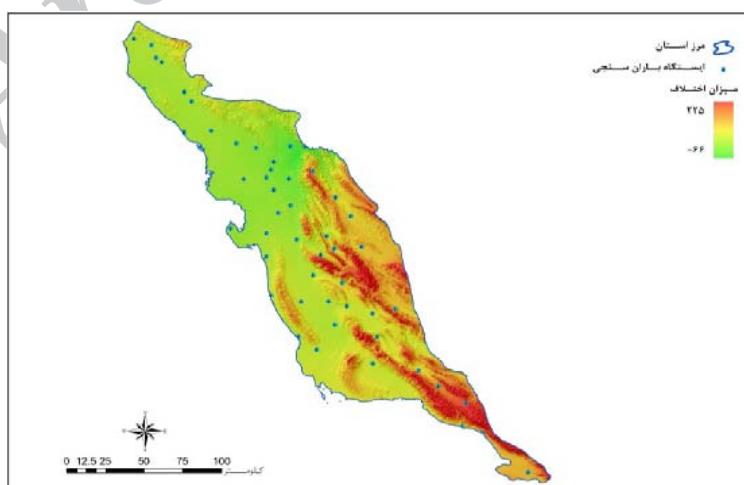 مرز استان
ایستگاه باران سنجی
میزان اختلاف
۲۲۵
-۶۶
0 12.5 25 50 75 100
کیلومتر